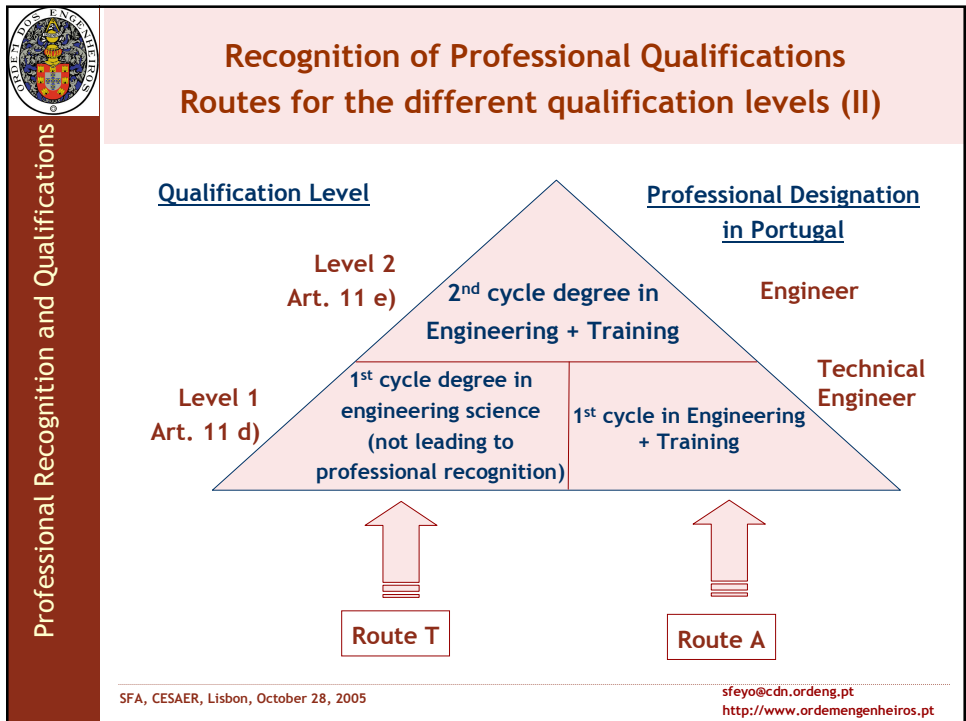 ORDEM DOS ENGENHEIROS
Professional Recognition and Qualifications
Recognition of Professional Qualifications
Routes for the different qualification levels (II)
Qualification Level
Professional Designation
in Portugal
Level 2
Art. 11 e)
2nd cycle degree in
Engineering + Training
Engineer
Level 1
Art. 11 d)
1st cycle degree in
engineering science
(not leading to
professional recognition)
1st cycle in Engineering
+ Training
Technical
Engineer
Route T
Route A
SFA, CESAER, Lisbon, October 28, 2005
sfeyo@cdn.ordeng.pt
http://www.ordemengenheiros.pt